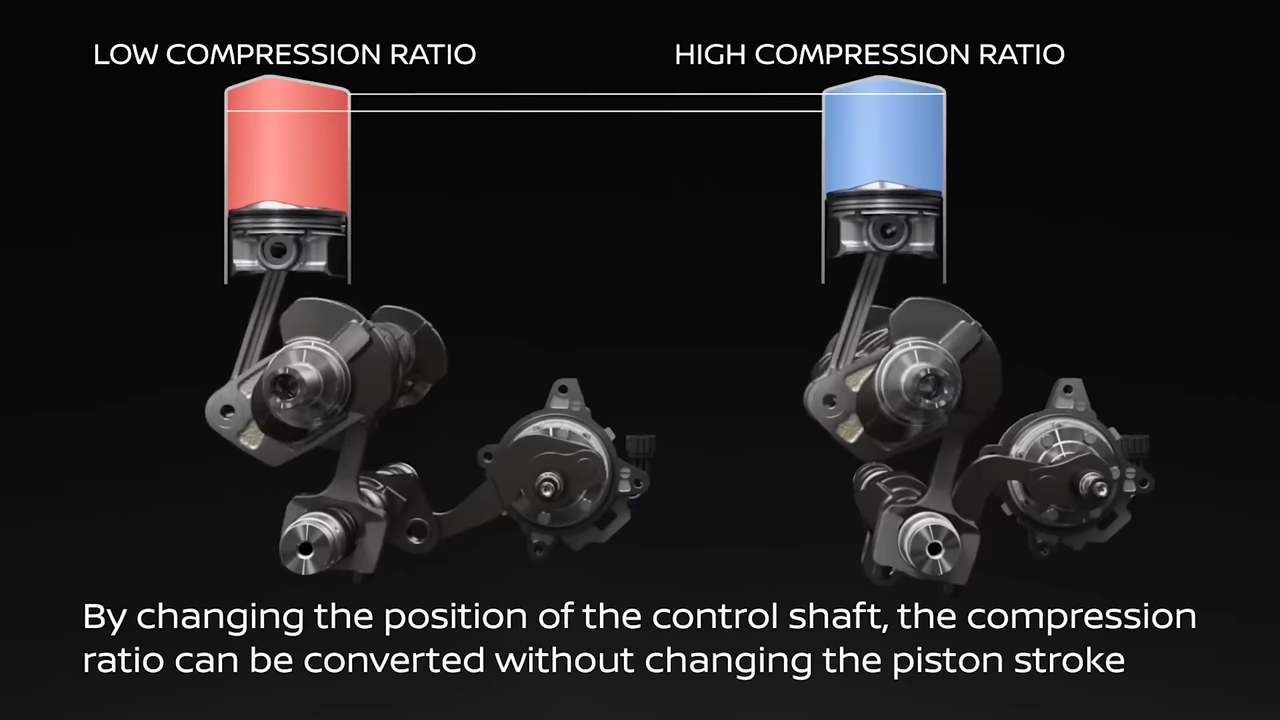 LOW COMPRESSION RATIO
HIGH COMPRESSION RATIO
By changing the position of the control shaft, the compression
ratio can be converted without changing the piston stroke